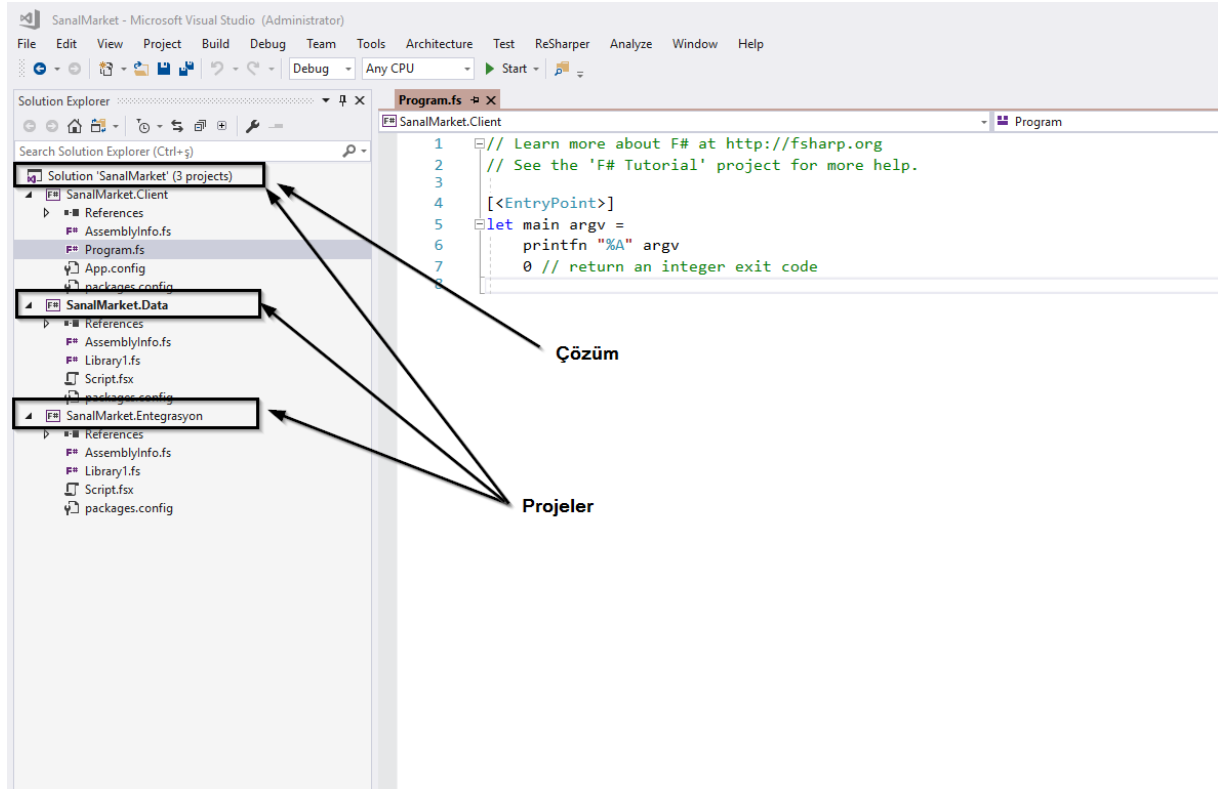 SanalMarket - Microsoft Visual Studio (Administrator)
File Edit View Project Build Debug Team Tools Architecture Test ReSharper Analyze Window Help
Debug Any CPU Start
Solution Explorer
Search Solution Explorer (Ctrl+ş)
Solution 'SanalMarket' (3 projects)
F# SanalMarket.Client
References
F# AssemblyInfo.fs
F# Program.fs
App.config
packages.config
F# SanalMarket.Data
References
F# AssemblyInfo.fs
F# Library1.fs
Script.fsx
packages.config
F# SanalMarket.Entegrasyon
References
F# AssemblyInfo.fs
F# Library1.fs
Script.fsx
packages.config
Program.fs
F# SanalMarket.Client Program
1 // Learn more about F# at http://fsharp.org
2 // See the 'F# Tutorial' project for more help.
3
4 [<EntryPoint>]
5 let main argv =
6 printfn "%A" argv
7 0 // return an integer exit code
8
Çözüm
Projeler